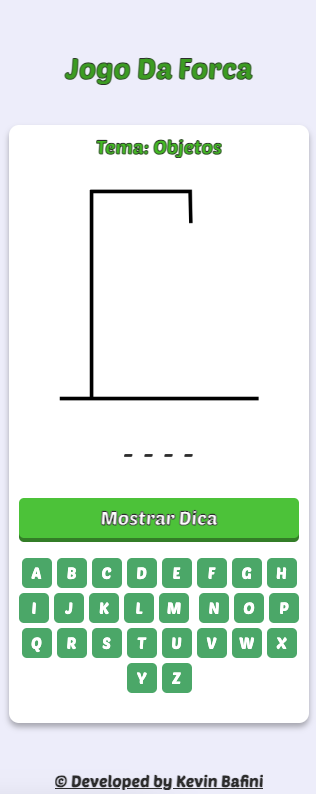 Jogo Da Forca
Tema: Objetos
_ _ _ _
Mostrar Dica
A B C D E F G H
I J K L M N O P
Q R S T U V W X
Y Z
© Developed by Kevin Bafini